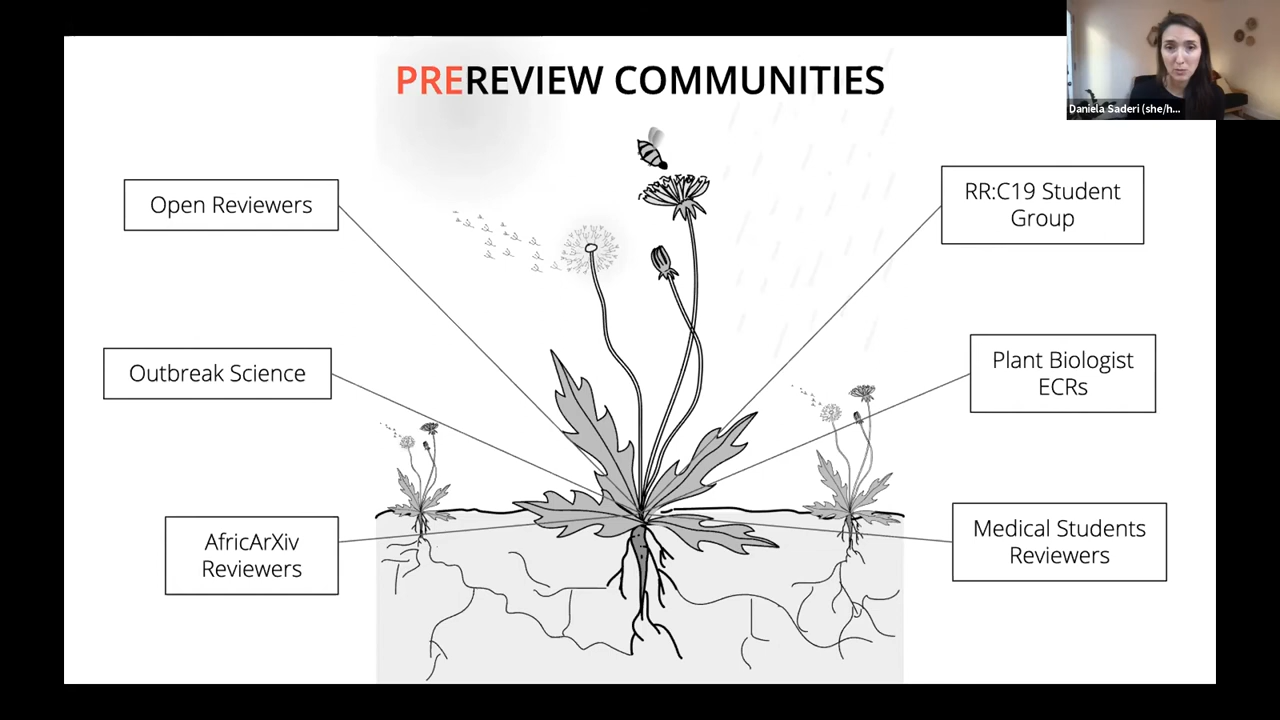 PREREVIEW COMMUNITIES
Daniela Saderi (she/h...
Open Reviewers
RR:C19 Student
Group
Outbreak Science
Plant Biologist
ECRs
AfricArXiv
Reviewers
Medical Students
Reviewers